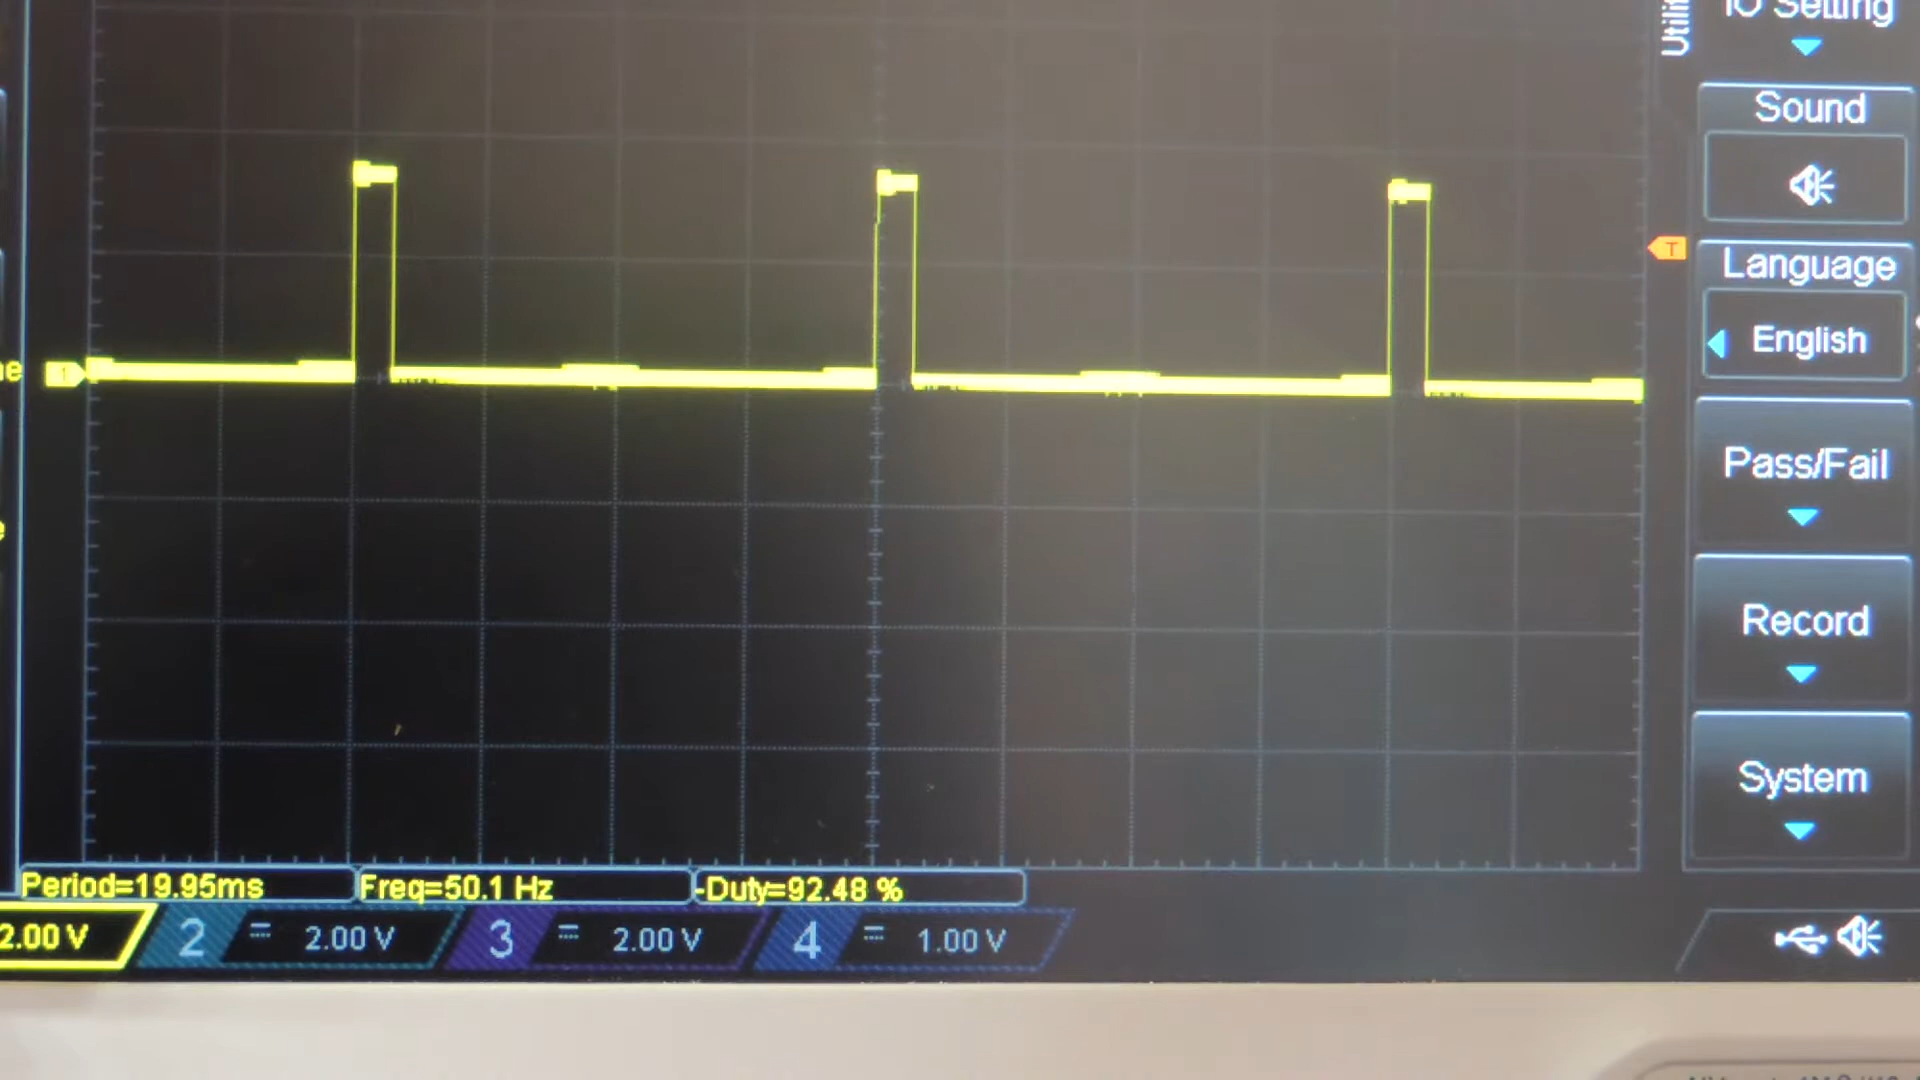 IO Setting
Sound
Language
English
Pass/Fail
Record
System
T
1
Period=19.95ms
Freq=50.1 Hz
-Duty=92.48 %
2.00 V
2
2.00 V
3
2.00 V
4
1.00 V